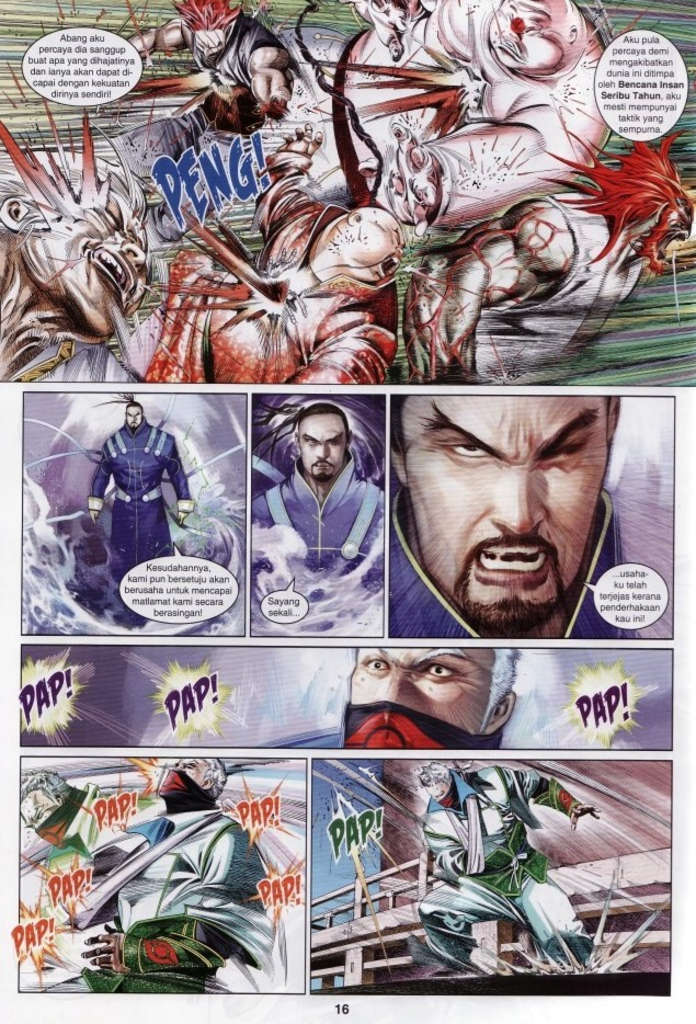 Abang aku
percaya dia sanggup
buat apa yang dihajatinya
dan ianya akan dapat di-
capai dengan kekuatan
dirinya sendiri!
Aku pula
percaya demi
mengakibatkan
dunia ini ditimpa
oleh Bencana Insan
Seribu Tahun, aku
mesti mempunyai
taktik yang
sempurna.
PENG!
Kesudahannya,
kami pun bersetuju akan
berusaha untuk mencapai
matlamat kami secara
berasingan!
Sayang
sekali...
...usaha-
ku telah
terjejas kerana
penderhakaan
kau ini!
PAP!
PAP!
PAP!
PAP!
PAP!
PAP!
PAP!
PAP!
PAP!
16